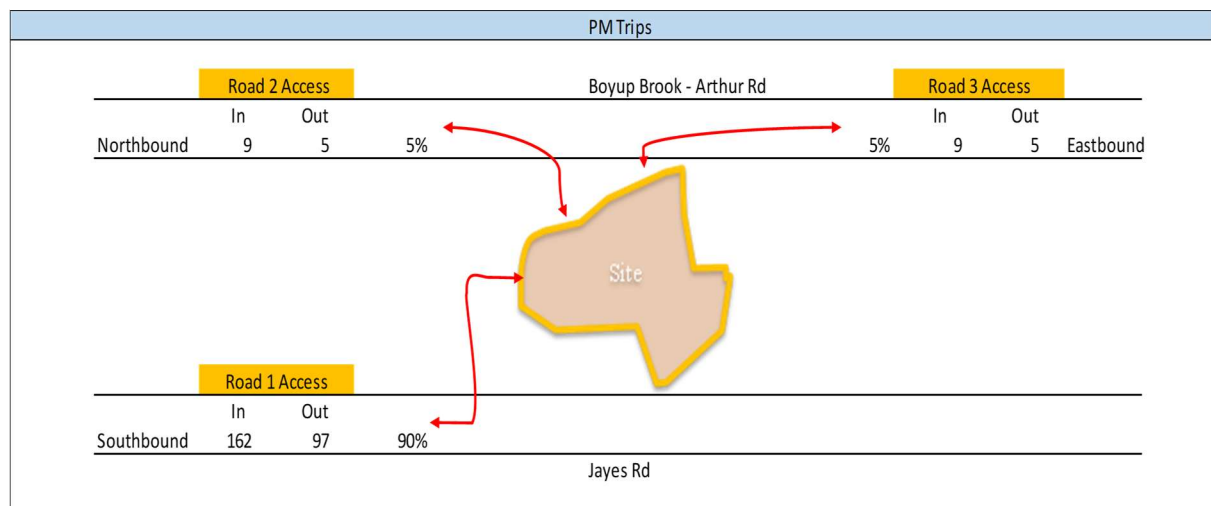 PM Trips
Road 2 Access Boyup Brook - Arthur Rd Road 3 Access
In Out In Out
Northbound 9 5 5% 5% 9 5 Eastbound
Site
Road 1 Access
In Out
Southbound 162 97 90%
Jayes Rd